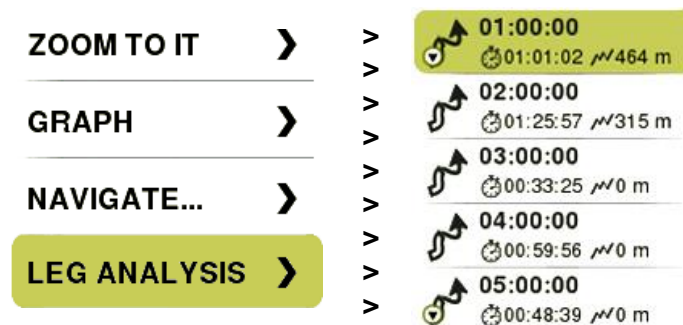 ZOOM TO IT ❯
GRAPH ❯
NAVIGATE... ❯
LEG ANALYSIS ❯
>
>
>
>
>
>
>
>
>
01:00:00
01:01:02 464 m
02:00:00
01:25:57 315 m
03:00:00
00:33:25 0 m
04:00:00
00:59:56 0 m
05:00:00
00:48:39 0 m